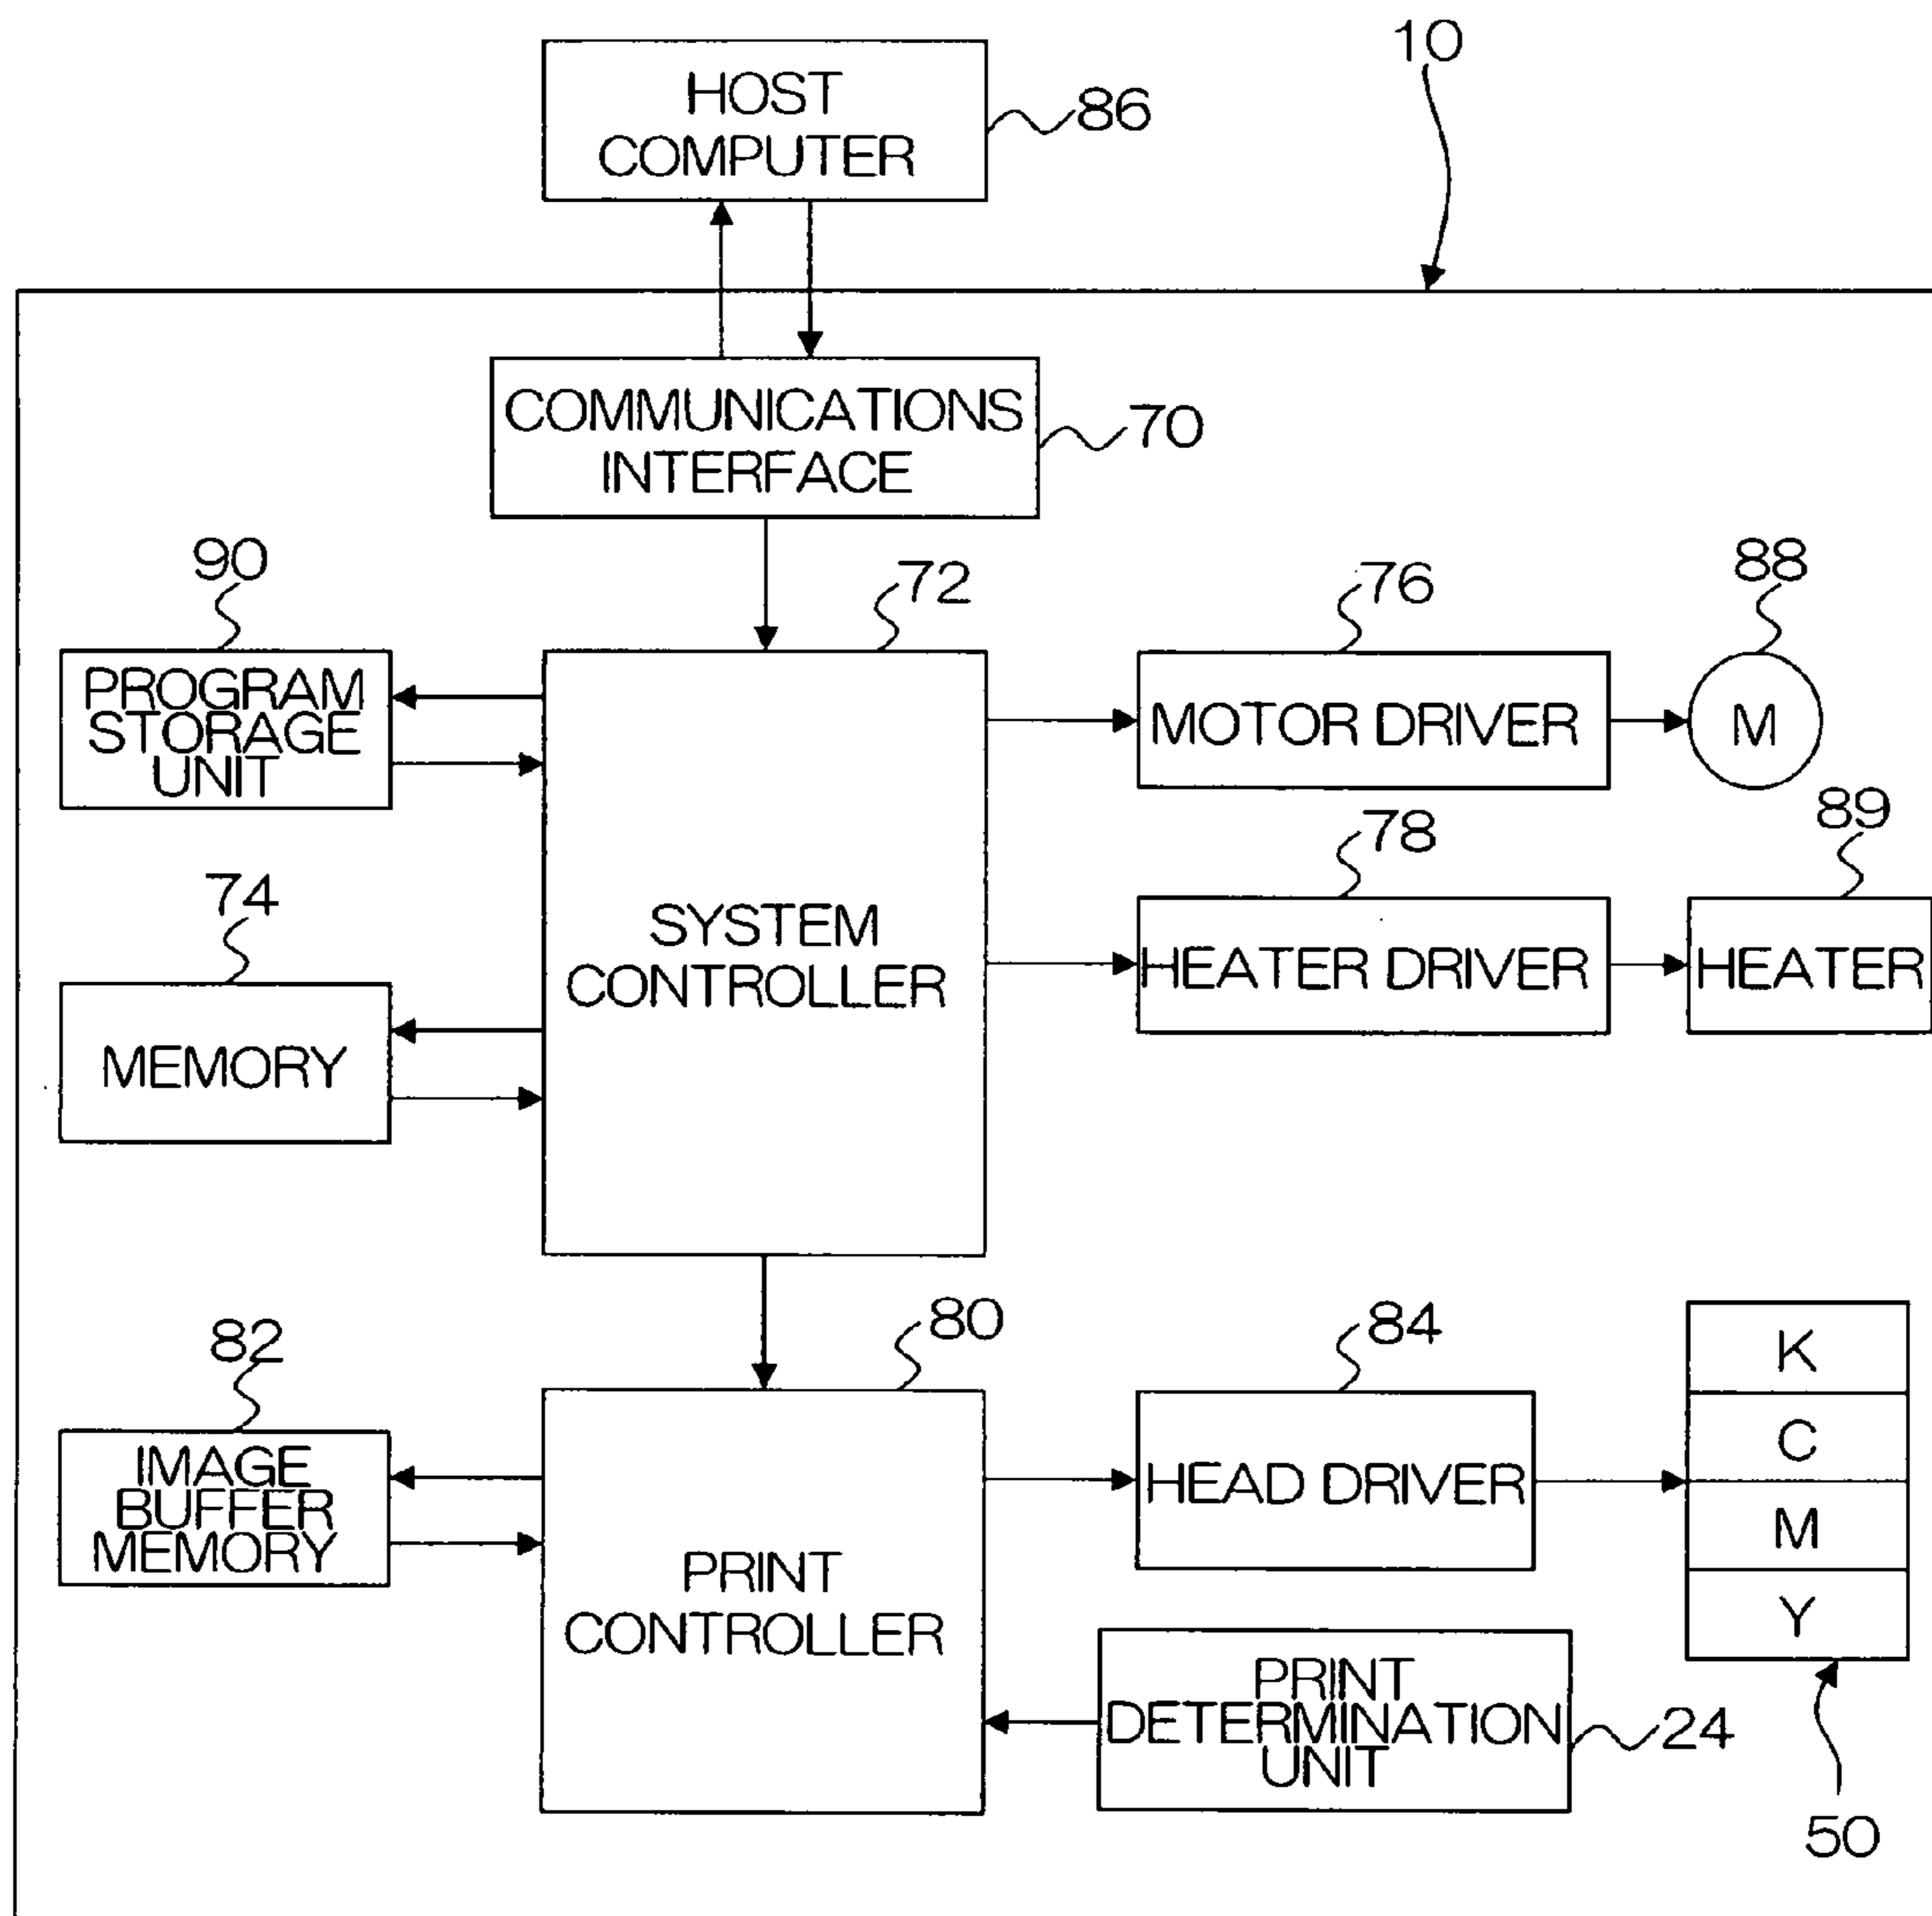 10
HOST
COMPUTER
86
COMMUNICATIONS
INTERFACE
70
90
72
76
88
PROGRAM
STORAGE
UNIT
MOTOR DRIVER
M
78
89
74
SYSTEM
CONTROLLER
HEATER DRIVER
HEATER
MEMORY
82
80
84
K
C
M
Y
IMAGE
BUFFER
MEMORY
HEAD DRIVER
PRINT
CONTROLLER
PRINT
DETERMINATION
UNIT
24
50